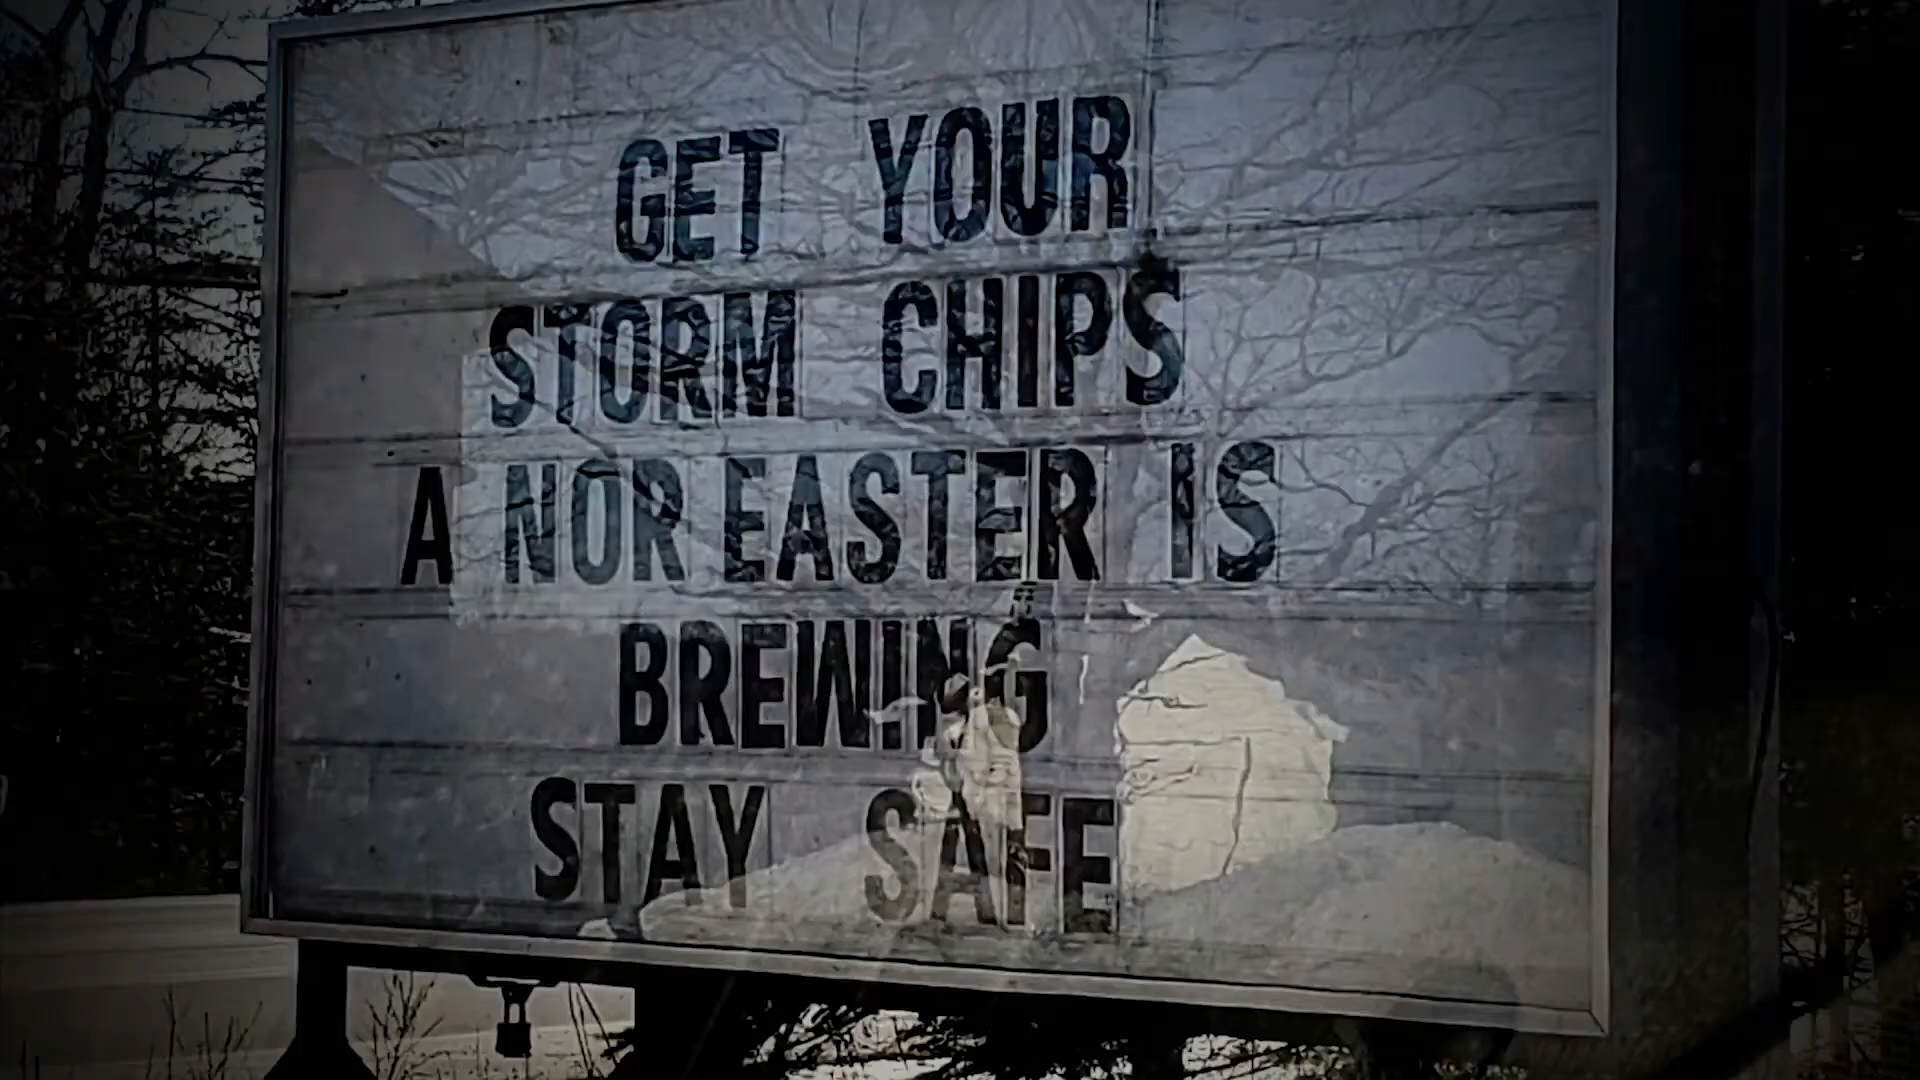 GET YOUR
STORM CHIPS
A NOR EASTER IS
BREWING
STAY SAFE